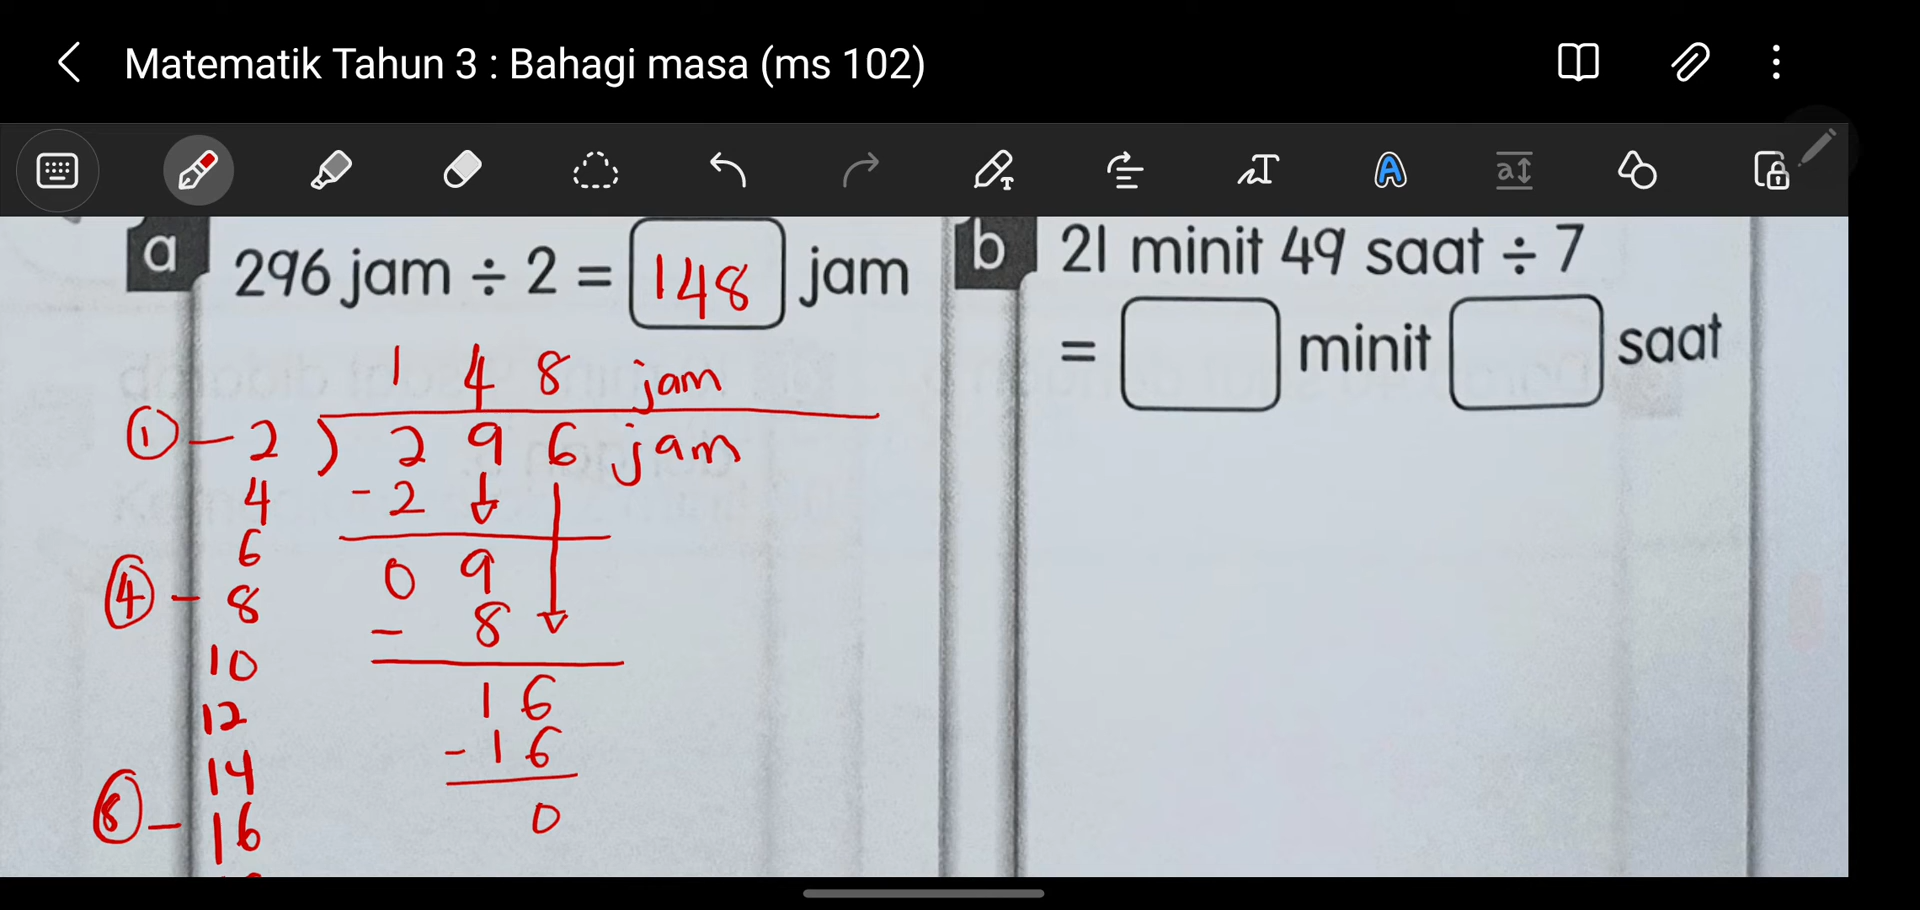 Matematik Tahun 3 : Bahagi masa (ms 102)
a 296 jam ÷ 2 = 148 jam
1 4 8 jam
① - 2 ) 2 9 6 jam
4 - 2
6
0 9
④ - 8
- 8
10
1 6
12
- 1 6
14
0
⑧ - 16
b 21 minit 49 saat ÷ 7
= minit saat